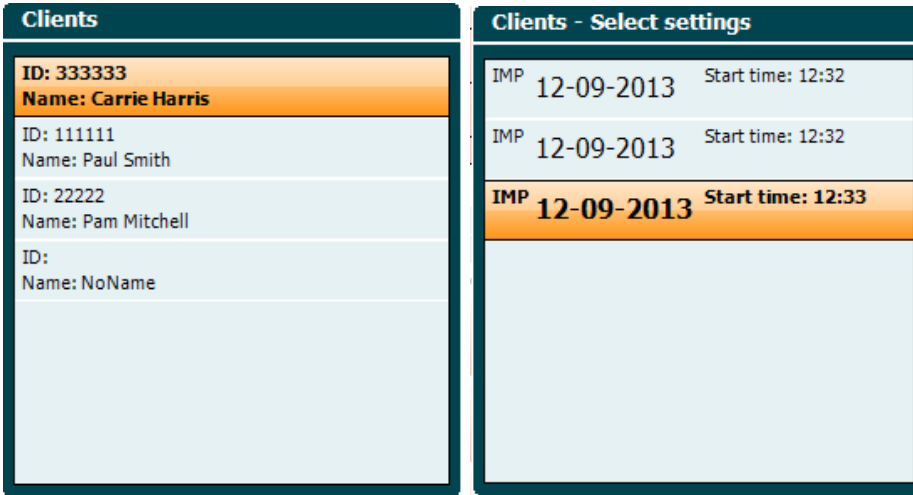 Clients
ID: 333333
Name: Carrie Harris
ID: 111111
Name: Paul Smith
ID: 22222
Name: Pam Mitchell
ID:
Name: NoName
Clients - Select settings
IMP 12-09-2013 Start time: 12:32
IMP 12-09-2013 Start time: 12:32
IMP 12-09-2013 Start time: 12:33